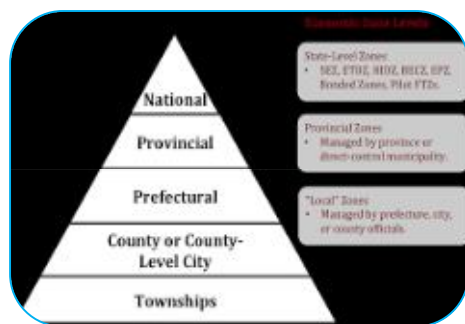 Economic Zone Levels
National
Provincial
Prefectural
County or County-
Level City
Townships
State-Level Zones
• SEZ, ETDZ, HIDZ, BECZ, EPZ,
Bonded Zones, Pilot FTZs.
Provincial Zones
• Managed by province or
direct-control municipality.
"Local" Zones
• Managed by prefecture, city,
or county officials.